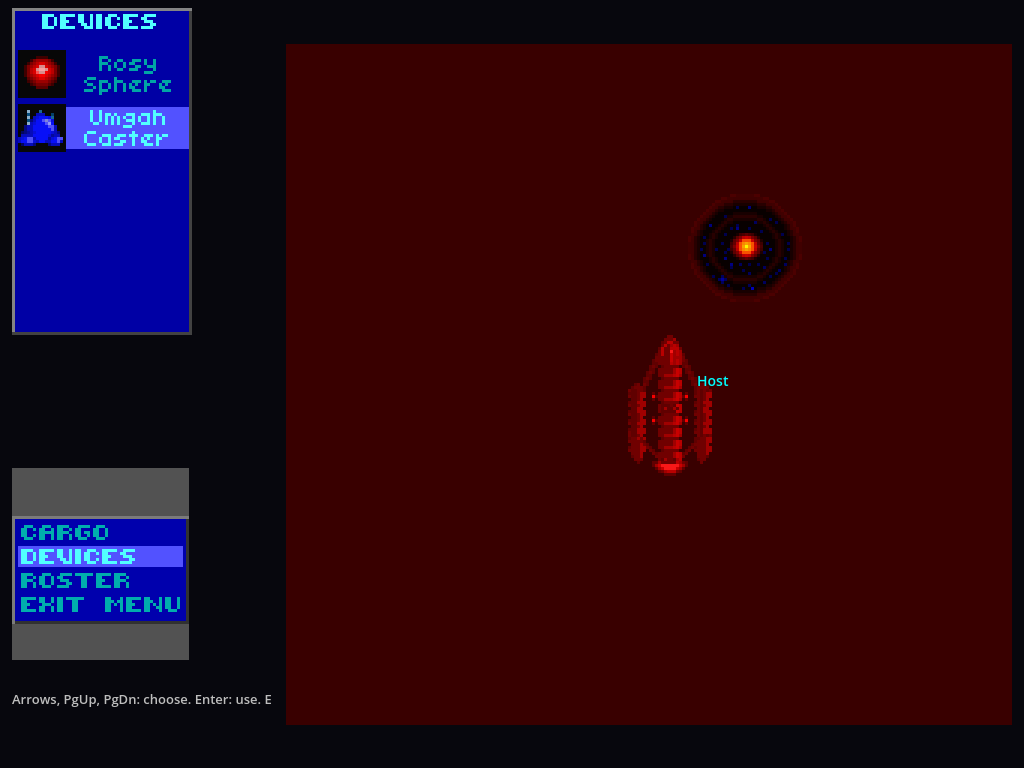 DEVICES
Rosy
Sphere
Umgah
Caster
Host
CARGO
DEVICES
ROSTER
EXIT MENU
Arrows, PgUp, PgDn: choose. Enter: use. E